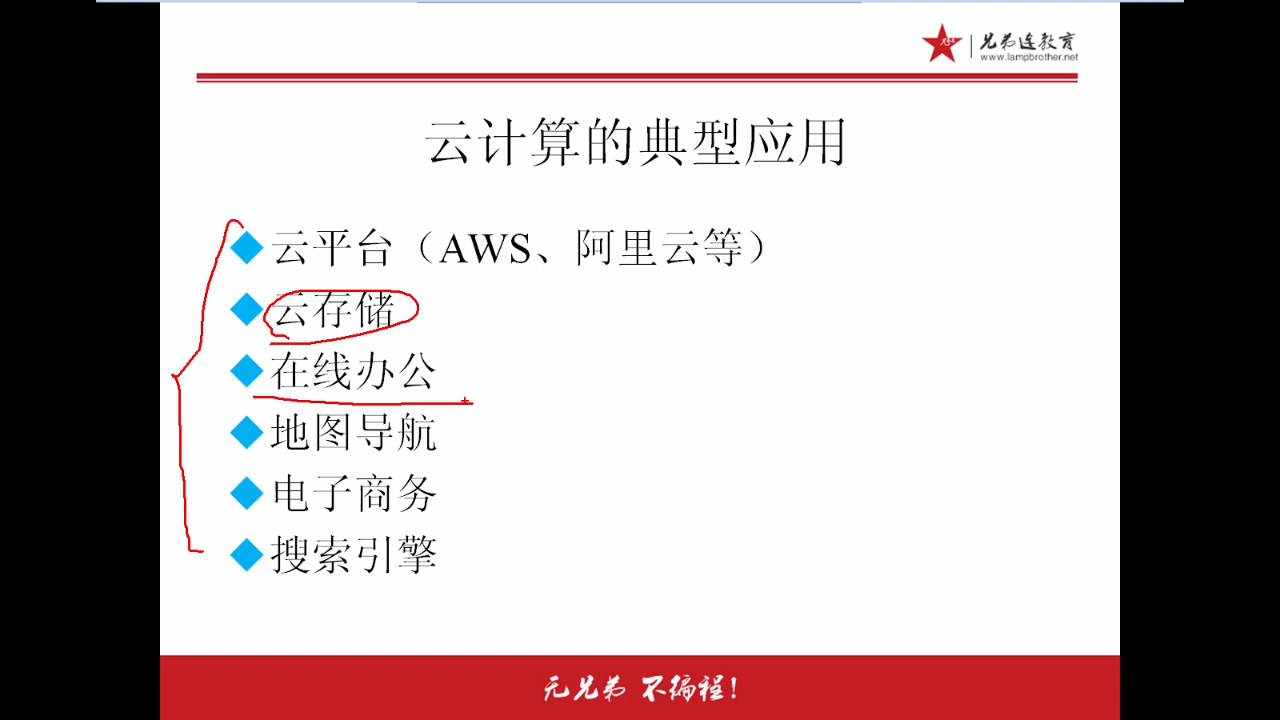 兄弟连教育
www.lampbrother.net
云计算的典型应用
云平台（AWS、阿里云等）
云存储
在线办公
地图导航
电子商务
搜索引擎
无兄弟 不编程!